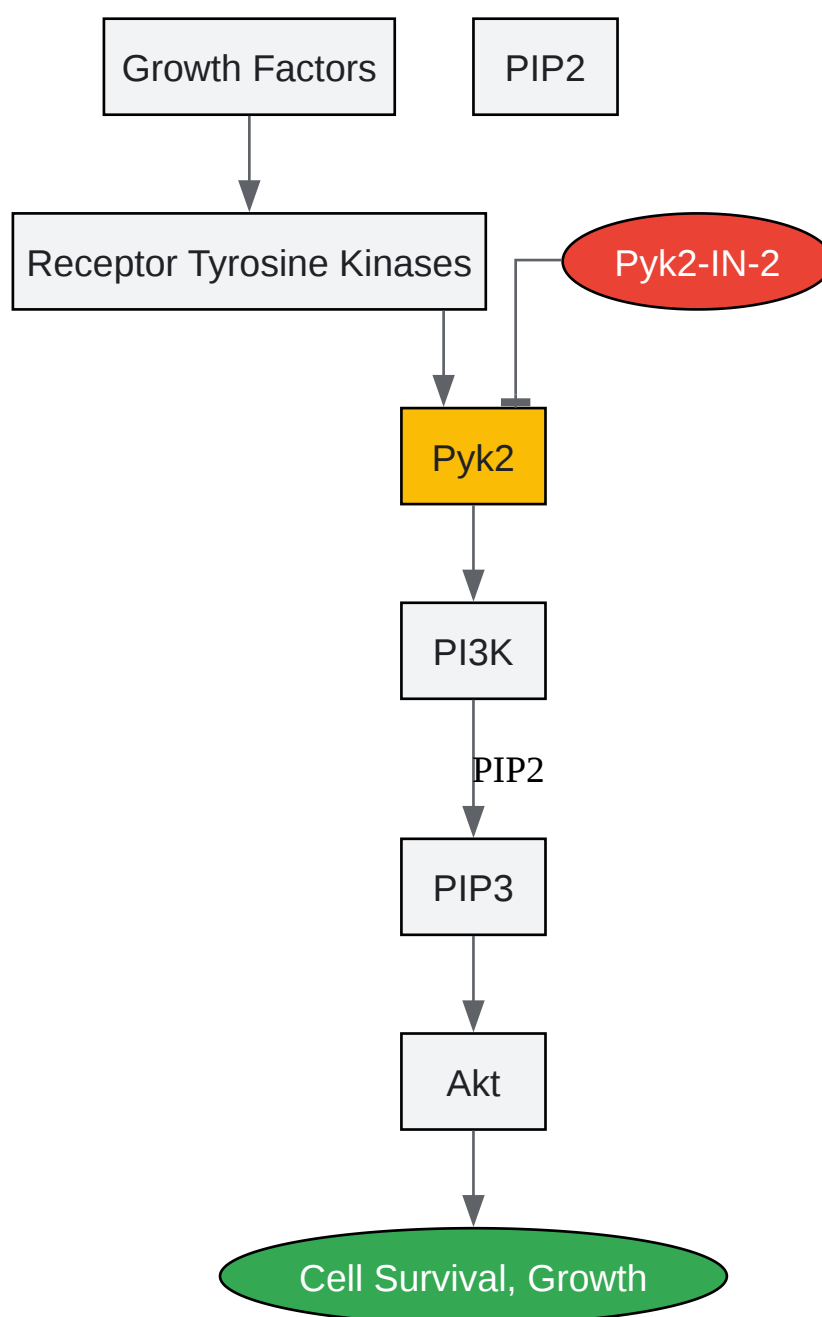 Growth Factors
PIP2
Receptor Tyrosine Kinases
Pyk2-IN-2
Pyk2
PI3K
PIP2
PIP3
Akt
Cell Survival, Growth